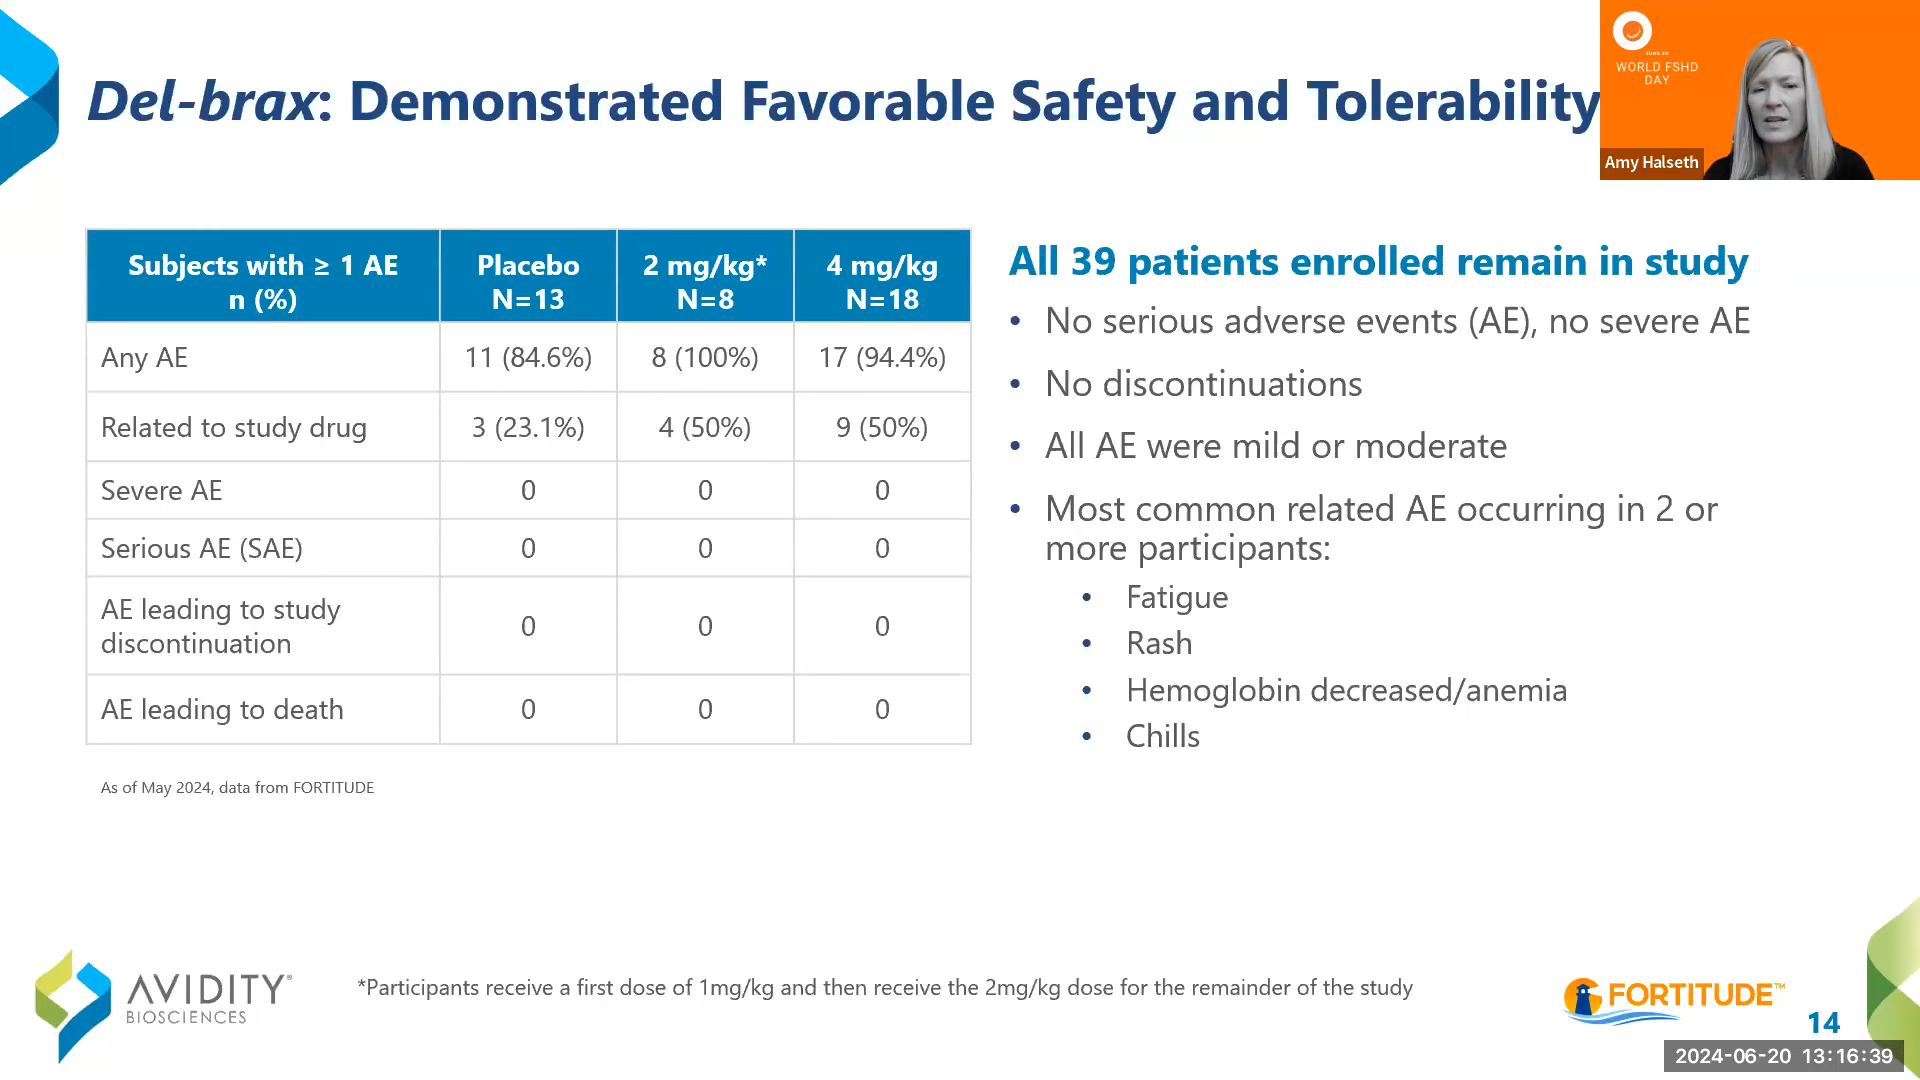 Del-brax: Demonstrated Favorable Safety and Tolerability
JUNE 20
WORLD FSHD
DAY
Amy Halseth
Subjects with ≥ 1 AE
n (%)
Placebo
N=13
2 mg/kg*
N=8
4 mg/kg
N=18
Any AE 11 (84.6%) 8 (100%) 17 (94.4%)
Related to study drug 3 (23.1%) 4 (50%) 9 (50%)
Severe AE 0 0 0
Serious AE (SAE) 0 0 0
AE leading to study
discontinuation 0 0 0
AE leading to death 0 0 0
As of May 2024, data from FORTITUDE
All 39 patients enrolled remain in study
• No serious adverse events (AE), no severe AE
• No discontinuations
• All AE were mild or moderate
• Most common related AE occurring in 2 or
more participants:
• Fatigue
• Rash
• Hemoglobin decreased/anemia
• Chills
AVIDITY®
BIOSCIENCES
*Participants receive a first dose of 1mg/kg and then receive the 2mg/kg dose for the remainder of the study
FORTITUDE™
14
2024-06-20 13:16:39